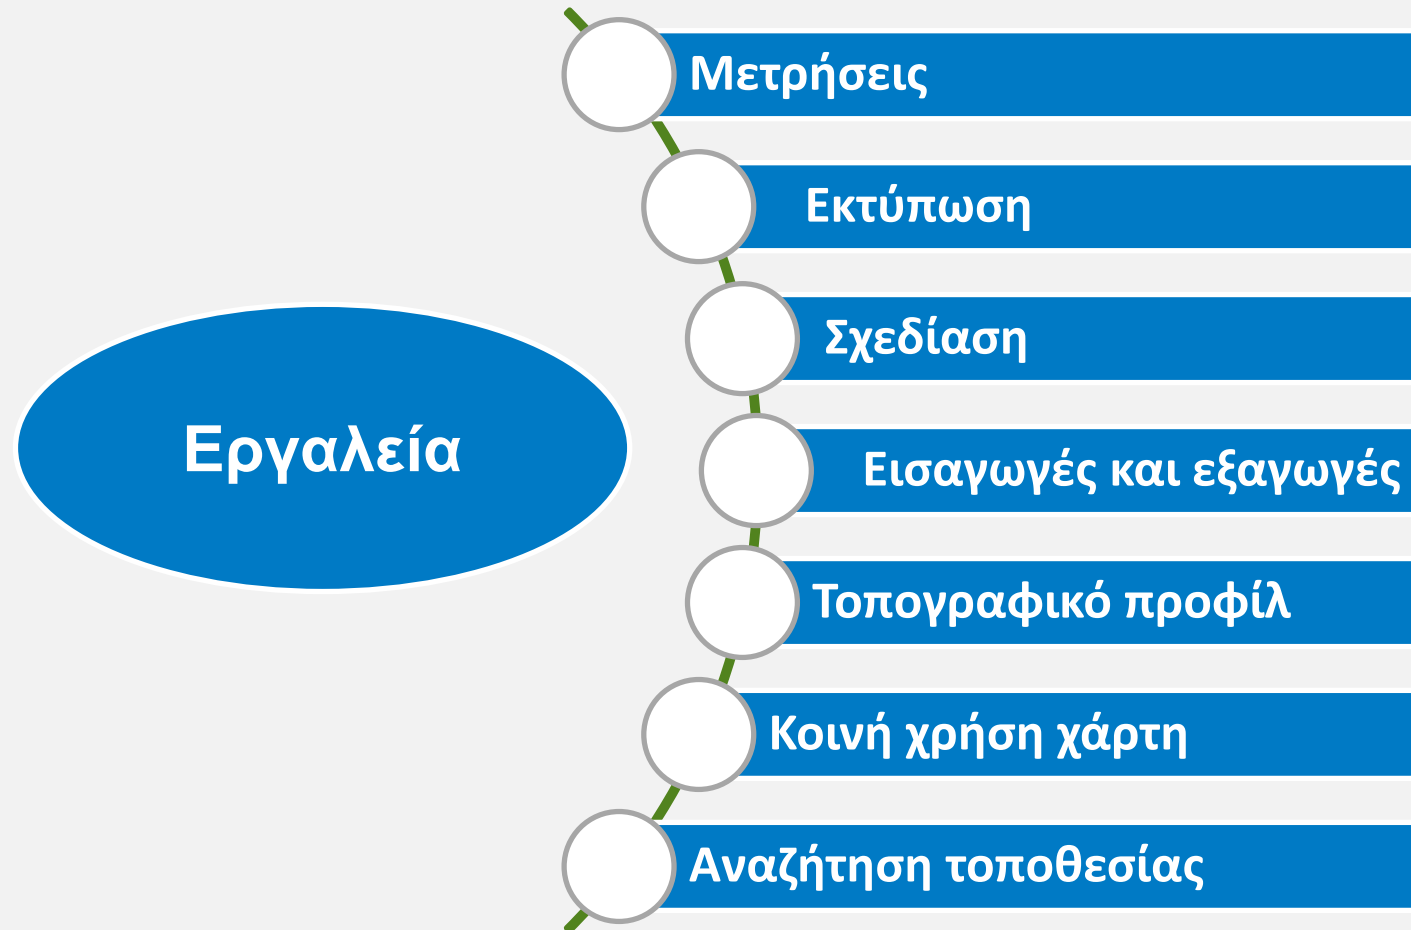 Εργαλεία
Μετρήσεις
Εκτύπωση
Σχεδίαση
Εισαγωγές και εξαγωγές
Τοπογραφικό προφίλ
Κοινή χρήση χάρτη
Αναζήτηση τοποθεσίας